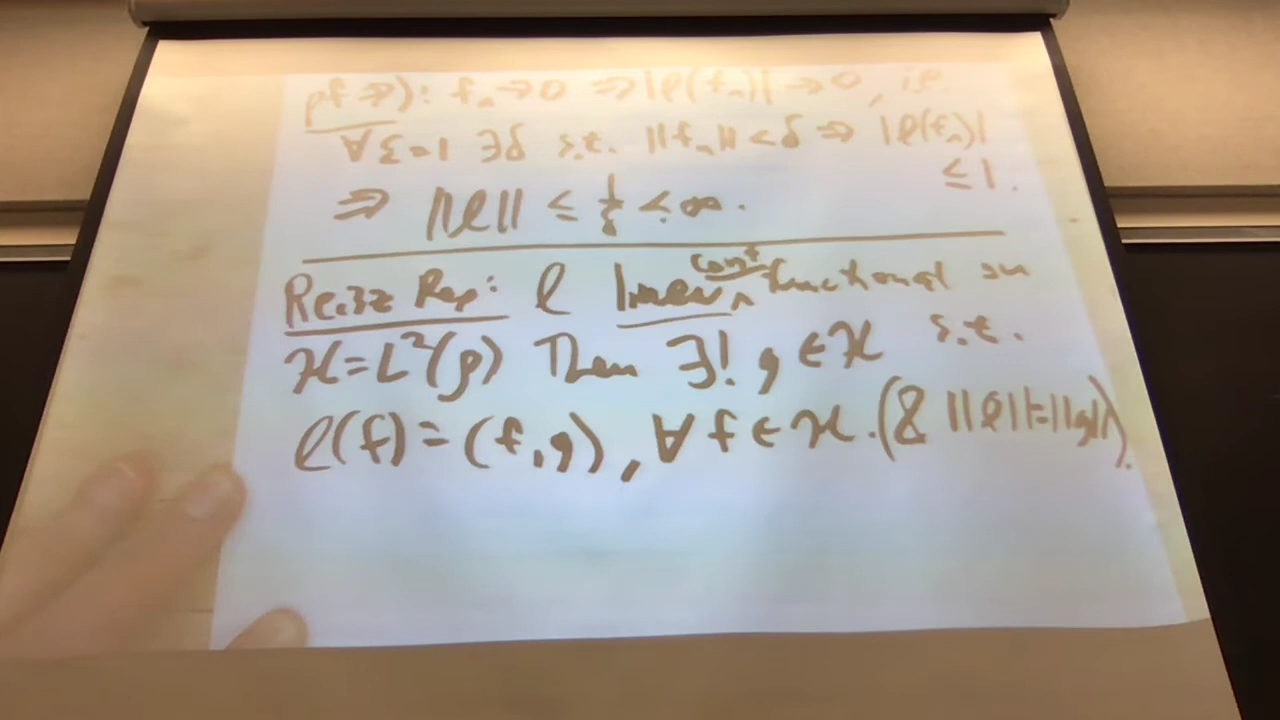 pf ⇒): fₙ → 0 ⇒ |ℓ(fₙ)| → 0, i.e.
∀ε=1 ∃δ s.t. ||fₙ|| < δ ⇒ |ℓ(fₙ)|
≤ 1.
⇒ ||ℓ|| ≤ 1/δ < ∞.
Reisz Rep: ℓ linear cont functional on
ℋ = L²(ρ) Then ∃! g ∈ ℋ s.t.
ℓ(f) = (f, g), ∀ f ∈ ℋ. (& ||ℓ|| = ||g||).